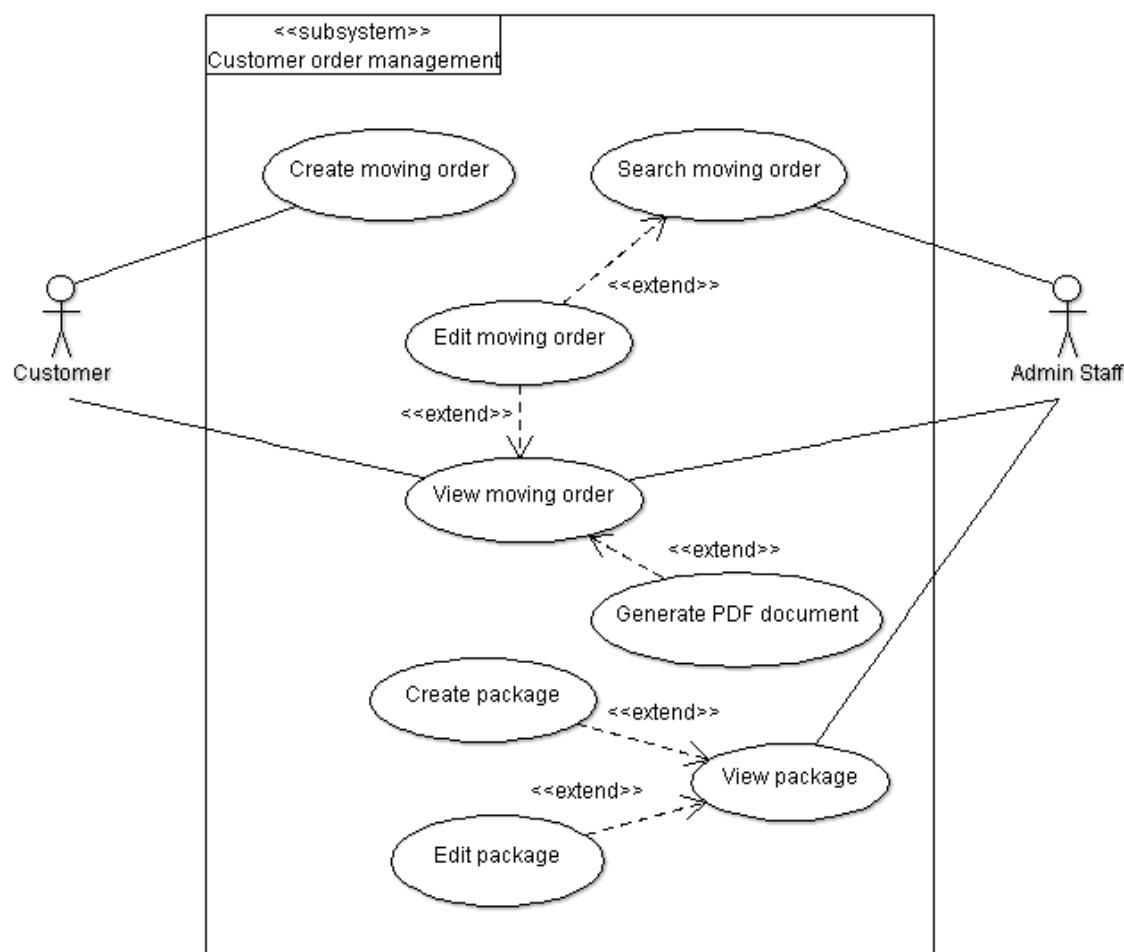 <<subsystem>>
Customer order management
Create moving order
Search moving order
<<extend>>
Edit moving order
Customer
Admin Staff
<<extend>>
View moving order
<<extend>>
Generate PDF document
Create package
<<extend>>
View package
<<extend>>
Edit package